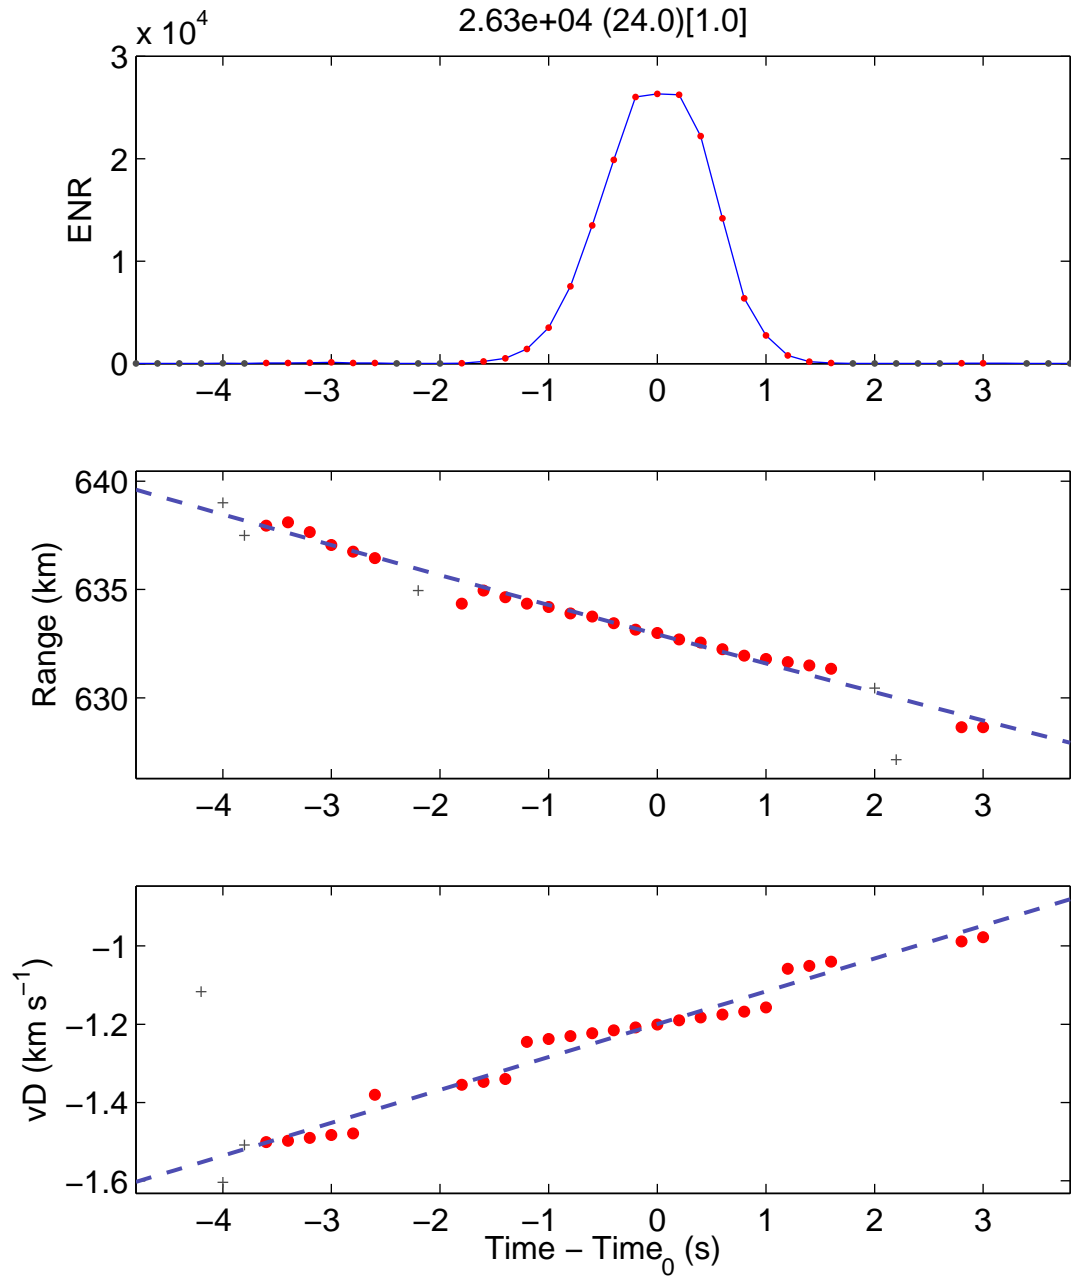 2.63e+04 (24.0)[1.0]
x 10^4
3
2
1
0
ENR
−4 −3 −2 −1 0 1 2 3
640
635
630
Range (km)
−4 −3 −2 −1 0 1 2 3
−1
−1.2
−1.4
−1.6
vD (km s^−1)
−4 −3 −2 −1 0 1 2 3
Time − Time_0 (s)